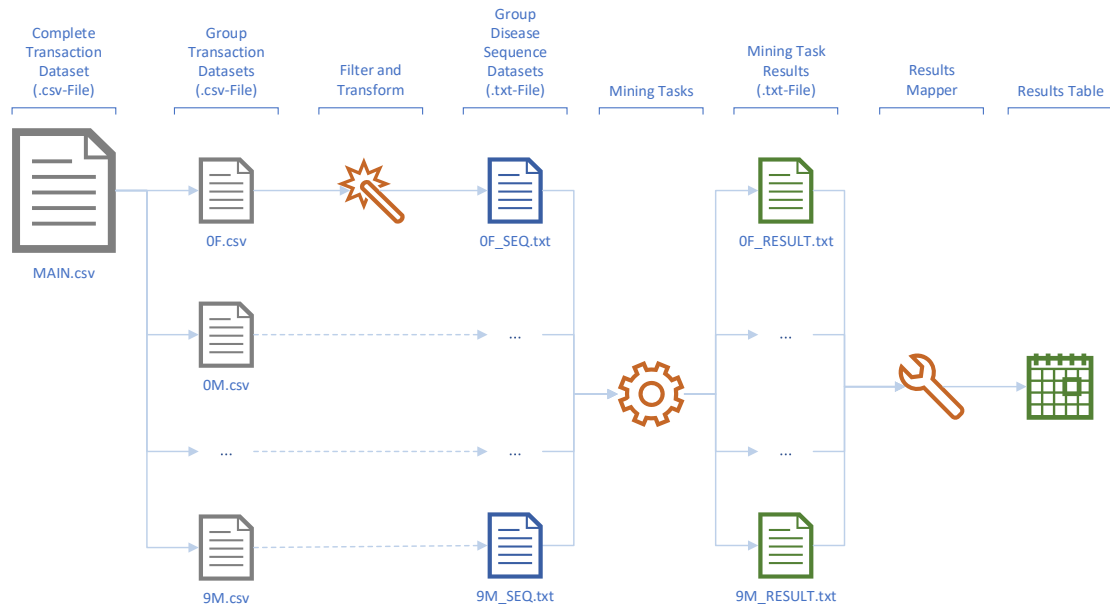 Complete
Transaction
Dataset
(.csv-File)
Group
Transaction
Datasets
(.csv-File)
Filter and
Transform
Group
Disease
Sequence
Datasets
(.txt-File)
Mining Tasks
Mining Task
Results
(.txt-File)
Results
Mapper
Results Table
MAIN.csv
0F.csv
0F_SEQ.txt
0F_RESULT.txt
0M.csv
...
...
...
...
...
9M.csv
9M_SEQ.txt
9M_RESULT.txt